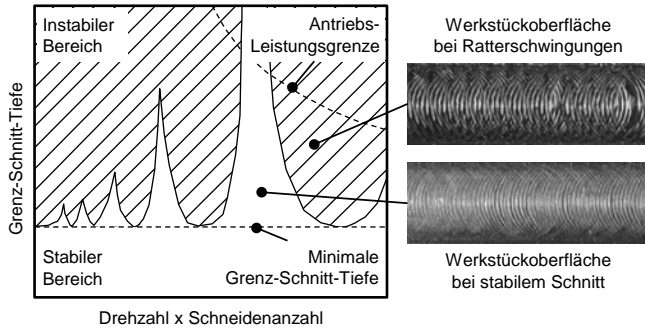 Instabiler
Bereich
Antriebs-
Leistungsgrenze
Werkstückoberfläche
bei Ratterschwingungen
Grenz-Schnitt-Tiefe
Stabiler
Bereich
Minimale
Grenz-Schnitt-Tiefe
Werkstückoberfläche
bei stabilem Schnitt
Drehzahl x Schneidenanzahl